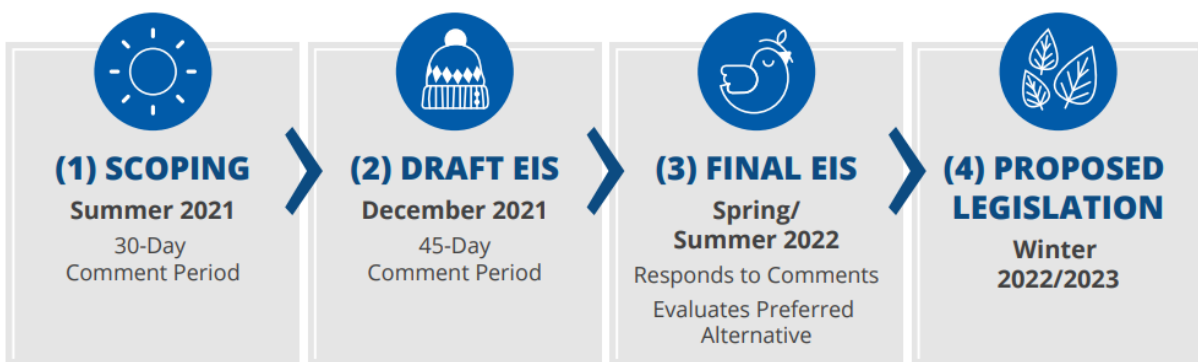 (1) SCOPING
Summer 2021
30-Day
Comment Period
(2) DRAFT EIS
December 2021
45-Day
Comment Period
(3) FINAL EIS
Spring/
Summer 2022
Responds to Comments
Evaluates Preferred
Alternative
(4) PROPOSED
LEGISLATION
Winter
2022/2023